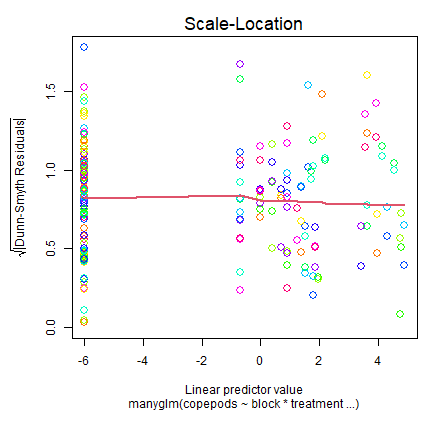 Scale-Location
√|Dunn-Smyth Residuals|
1.5
1.0
0.5
0.0
-6 -4 -2 0 2 4
Linear predictor value
manyglm(copepods ~ block * treatment ...)